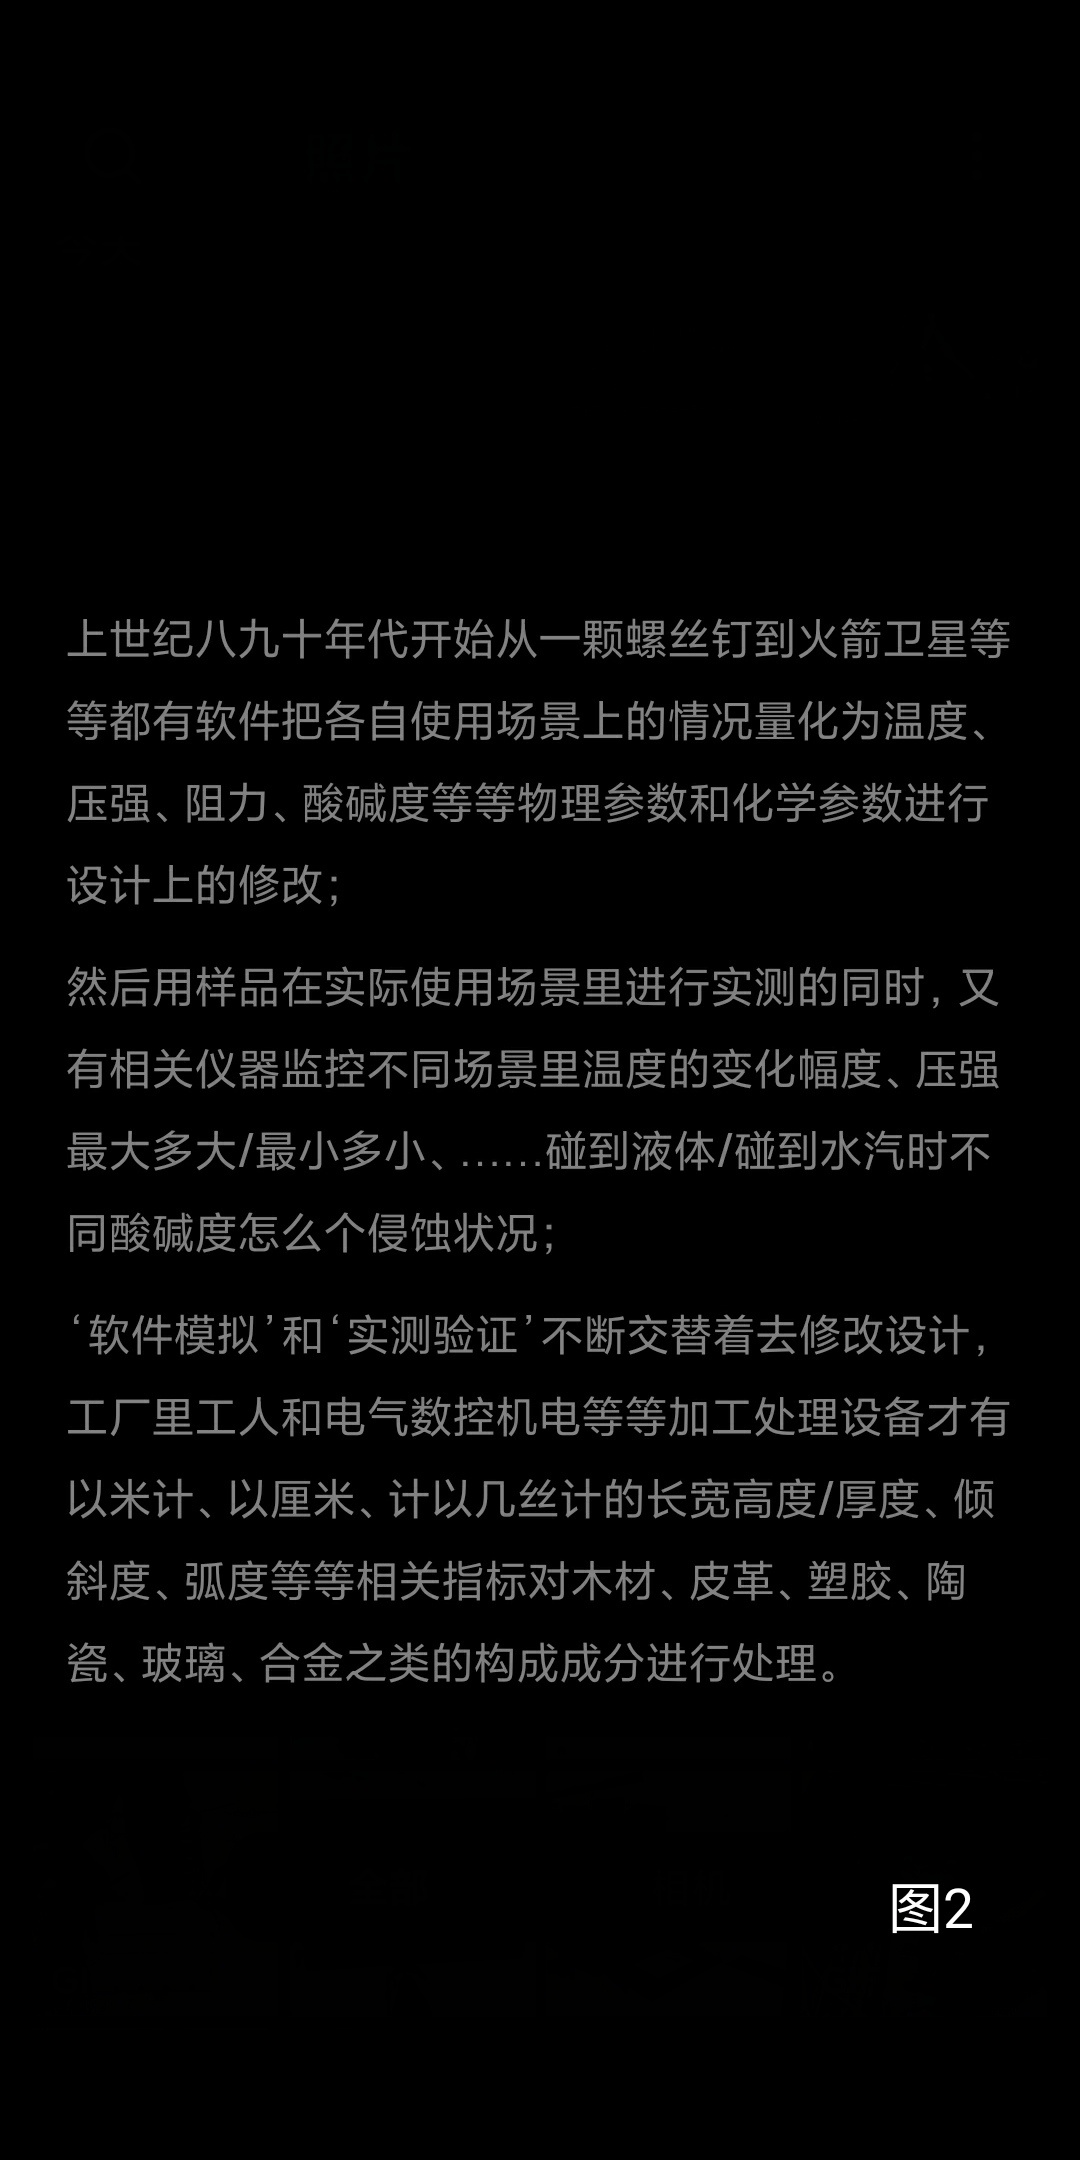 上世纪八九十年代开始从一颗螺丝钉到火箭卫星等
等都有软件把各自使用场景上的情况量化为温度、
压强、阻力、酸碱度等等物理参数和化学参数进行
设计上的修改；
然后用样品在实际使用场景里进行实测的同时，又
有相关仪器监控不同场景里温度的变化幅度、压强
最大多大/最小多小、……碰到液体/碰到水汽时不
同酸碱度怎么个侵蚀状况；
‘软件模拟’和‘实测验证’不断交替着去修改设计，
工厂里工人和电气数控机电等等加工处理设备才有
以米计、以厘米、计以几丝计的长宽高度/厚度、倾
斜度、弧度等等相关指标对木材、皮革、塑胶、陶
瓷、玻璃、合金之类的构成成分进行处理。
图2